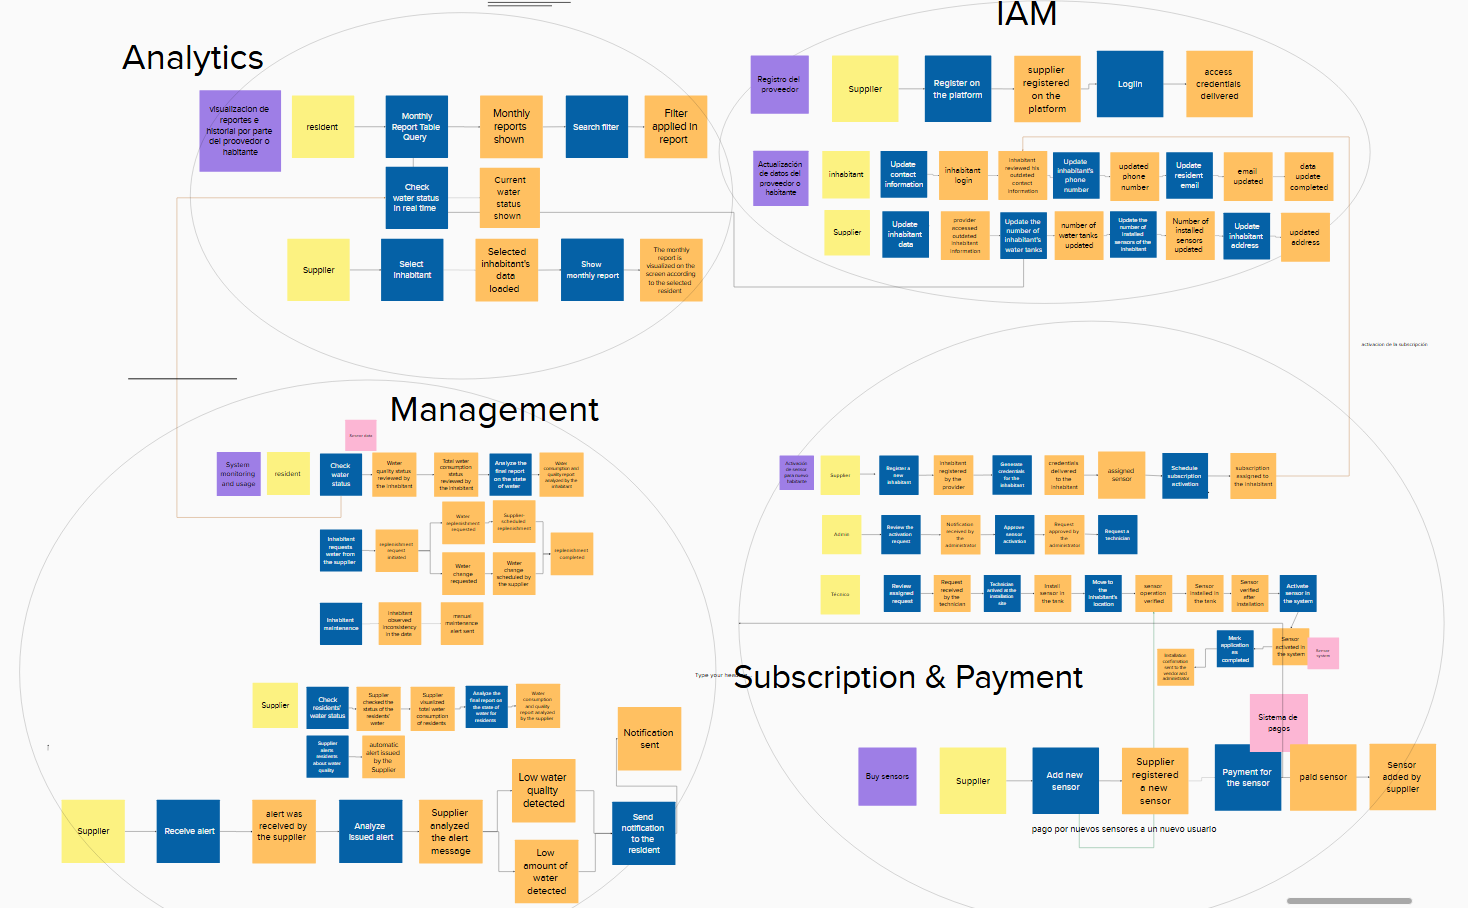 Analytics
visualizacion de
reportes e
historial por parte
del proovedor o
habitante
resident
Monthly
Report Table
Query
Monthly
reports
shown
Search filter
Filter
applied in
report
Check
water status
in real time
Current
water
status
shown
Supplier
Select
Inhabitant
Selected
inhabitant's
data
loaded
Show
monthly report
The monthly
report is
visualized on the
screen according
to the selected
resident
IAM
Registro del
proveedor
Supplier
Register on
the platform
supplier
registered
on the
platform
Login
access
credentials
delivered
Actualización
de datos del
proveedor o
habitante
inhabitant
Update
contact
information
inhabitant
login
inhabitant
reviewed his
outdated
contact
information
Update
inhabitant's
phone
number
updated
phone
number
Update
resident
email
email
updated
data
update
completed
Supplier
Update
inhabitant
data
provider
accessed
outdated
inhabitant
information
Update the
number of
inhabitant's
water tanks
number of
water tanks
updated
Update the
number of
installed
sensors of the
inhabitant
Number of
installed
sensors
updated
Update
inhabitant
address
updated
address
activacion de la subscripción
Management
Sensor data
System
monitoring
and usage
resident
Check
water
status
Water
quality status
reviewed by
the inhabitant
Total water
consumption
status
reviewed by
the inhabitant
Analyze the
final report
on the state
of water
Water
consumption and
quality report
analyzed by the
inhabitant
Inhabitant
requests
water from
the supplier
replenishment
request
initiated
Water
replenishment
requested
Supplier
scheduled
replenishment
Water
change
requested
Water
change
scheduled by
the supplier
replenishment
completed
Inhabitant
meintenance
Inhabitant
observed
inconsistency
in the data
manual
maintenance
alert sent
Supplier
Check
residents'
water status
Supplier
checked the
status of the
residents'
water
Supplier
visualized
total water
consumption
of residents
Analyze the
final report on
the state of
water for
residents
Water
consumption
and quality
report analyzed
by the supplier
Supplier
alerts
residents
about water
quality
automatic
alert issued
by the
Supplier
Supplier
Receive alert
alert was
received by
the supplier
Analyze
issued alert
Supplier
analyzed
the alert
message
Low water
quality
detected
Low
amount of
water
detected
Send
notification
to the
resident
Notification
sent
Type your
Subscription & Payment
Activación
de sensor
para nuevo
habitante
Supplier
Register a
new
inhabitant
Inhabitant
registered
by the
provider
Generate
credentials
for the
inhabitant
credentials
delivered
to the
inhabitant
assigned
sensor
Schedule
subscription
activation
subscription
assigned to
the inhabitant
Admin
Review the
activation
request
Notification
received by
the
administrator
Approve
sensor
activation
Request
approved by
the
administrator
Request a
technician
Técnico
Review
assigned
request
Request
received
by the
technician
Technician
arrived at the
installation
site
Install
sensor in
the tank
Move to
the
inhabitant's
location
sensor
operation
verified
Sensor
installed in
the tank
Sensor
verified
after
installation
Activate
sensor in
the system
Sensor
activated in
the system
Sensor
system
Mark
application
as
completed
Installation
confirmation
sent to the
vendor and
administrator
Buy sensors
Supplier
Add new
sensor
Supplier
registered
a new
sensor
Sistema de
pagos
Payment for
the sensor
paid sensor
Sensor
added by
supplier
pago por nuevos sensores a un nuevo usuario